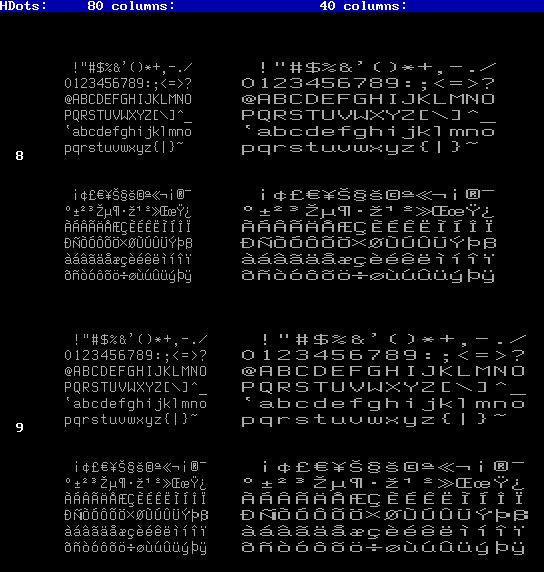 HDots: 80 columns: 40 columns:
!"#$%&'()*+,-./ !"#$%&'()*+,-./
0123456789:;<=>? 0123456789:;<=>?
@ABCDEFGHIJKLMNO @ABCDEFGHIJKLMNO
PQRSTUVWXYZ[\]^_ PQRSTUVWXYZ[\]^_
‛abcdefghijklmno ‛abcdefghijklmno
pqrstuvwxyz{|}~ pqrstuvwxyz{|}~
8
¡¢£€¥Š§š©ª«¬¡®¯ ¡¢£€¥Š§š©ª«¬¡®¯
°±²³Žµ¶·ž¹º»ŒœŸ¿ °±²³Žµ¶·ž¹º»ŒœŸ¿
ÀÁÂÃÄÅÆÇÈÉÊËÌÍÎÏ ÀÁÂÃÄÅÆÇÈÉÊËÌÍÎÏ
ÐÑÒÓÔÕÖ×ØÙÚÛÜÝÞß ÐÑÒÓÔÕÖ×ØÙÚÛÜÝÞß
àáâãäåæçèéêëìíîï àáâãäåæçèéêëìíîï
ðñòóôõö÷øùúûüýþÿ ðñòóôõö÷øùúûüýþÿ
!"#$%&'()*+,-./ !"#$%&'()*+,-./
0123456789:;<=>? 0123456789:;<=>?
@ABCDEFGHIJKLMNO @ABCDEFGHIJKLMNO
PQRSTUVWXYZ[\]^_ PQRSTUVWXYZ[\]^_
‛abcdefghijklmno ‛abcdefghijklmno
pqrstuvwxyz{|}~ pqrstuvwxyz{|}~
9
¡¢£€¥Š§š©ª«¬¡®¯ ¡¢£€¥Š§š©ª«¬¡®¯
°±²³Žµ¶·ž¹º»ŒœŸ¿ °±²³Žµ¶·ž¹º»ŒœŸ¿
ÀÁÂÃÄÅÆÇÈÉÊËÌÍÎÏ ÀÁÂÃÄÅÆÇÈÉÊËÌÍÎÏ
ÐÑÒÓÔÕÖ×ØÙÚÛÜÝÞß ÐÑÒÓÔÕÖ×ØÙÚÛÜÝÞß
àáâãäåæçèéêëìíîï àáâãäåæçèéêëìíîï
ðñòóôõö÷øùúûüýþÿ ðñòóôõö÷øùúûüýþÿ